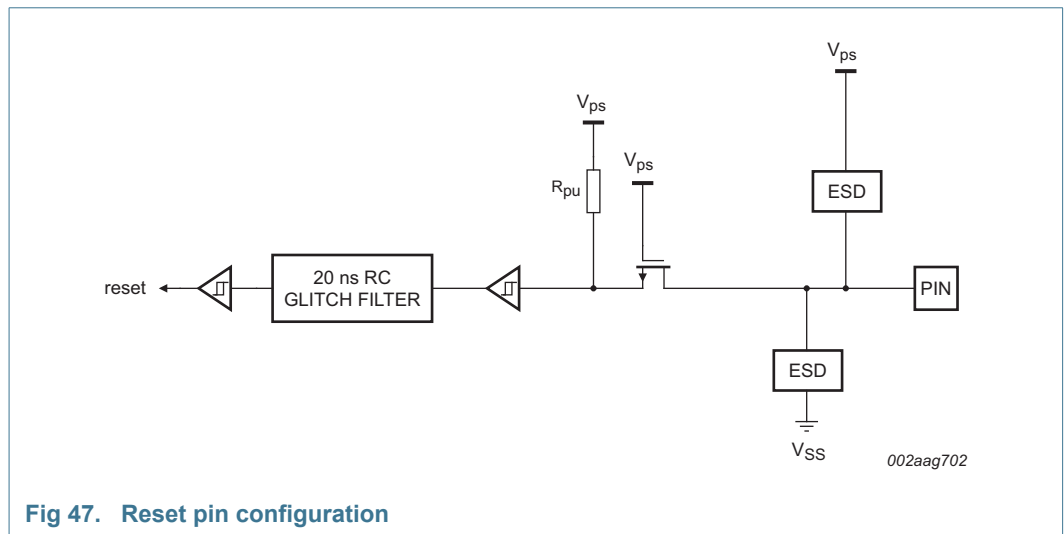 Vps
Vps
Vps
Rpu
ESD
reset
20 ns RC
GLITCH FILTER
PIN
ESD
VSS
002aag702
Fig 47. Reset pin configuration